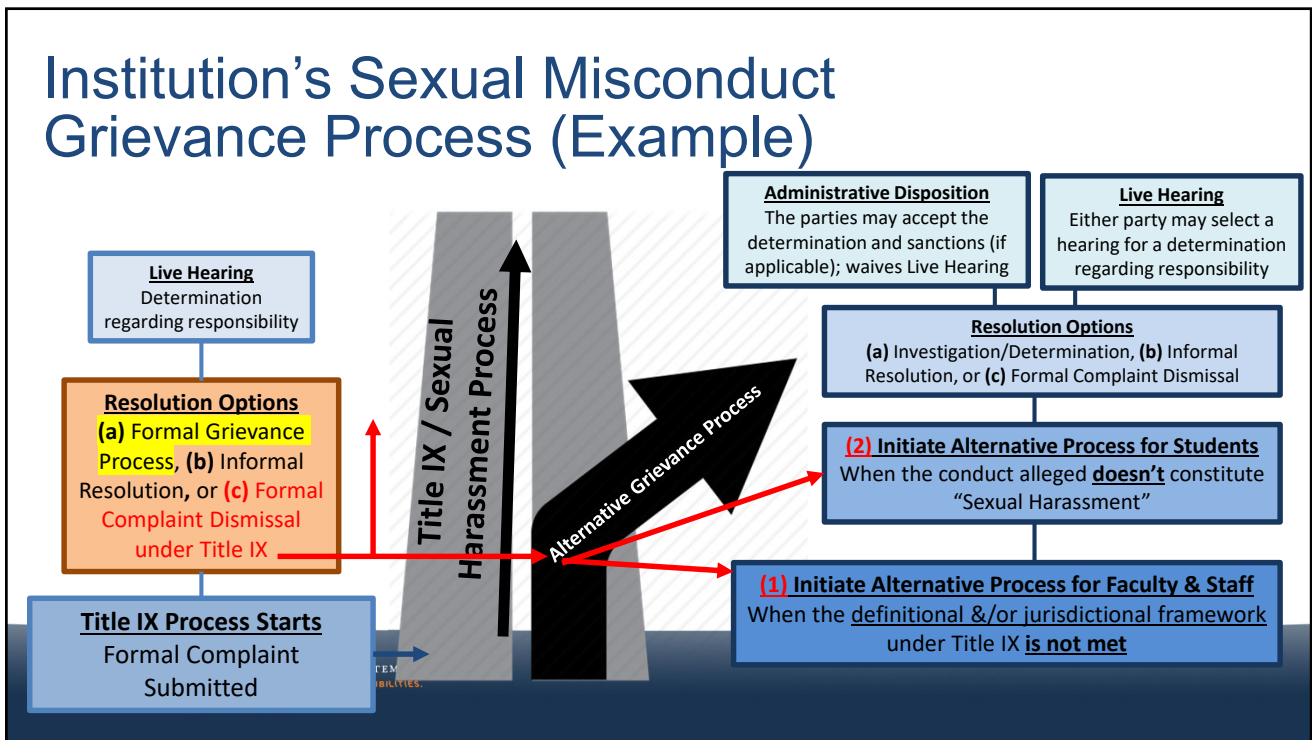 Institution's Sexual Misconduct
Grievance Process (Example)
Live Hearing
Determination
regarding responsibility
Resolution Options
(a) Formal Grievance
Process, (b) Informal
Resolution, or (c) Formal
Complaint Dismissal
under Title IX
Title IX Process Starts
Formal Complaint
Submitted
Title IX / Sexual
Harassment Process
Alternative Grievance Process
Administrative Disposition
The parties may accept the
determination and sanctions (if
applicable); waives Live Hearing
Live Hearing
Either party may select a
hearing for a determination
regarding responsibility
Resolution Options
(a) Investigation/Determination, (b) Informal
Resolution, or (c) Formal Complaint Dismissal
(2) Initiate Alternative Process for Students
When the conduct alleged doesn't constitute
"Sexual Harassment"
(1) Initiate Alternative Process for Faculty & Staff
When the definitional &/or jurisdictional framework
under Title IX is not met